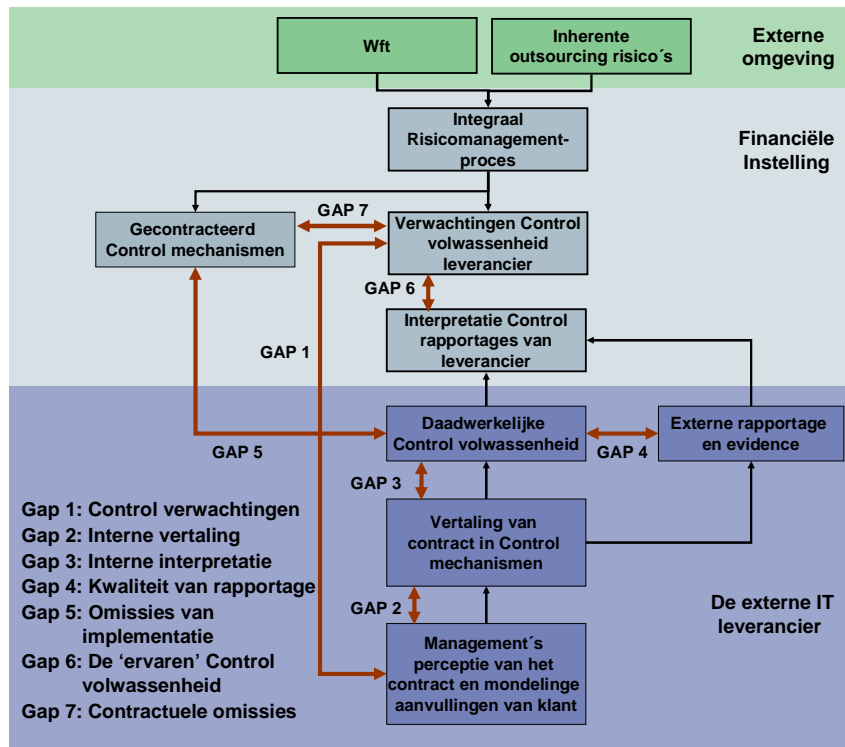 Wft
Inherente
outsourcing risico´s
Externe
omgeving
Integraal
Risicomanagement-
proces
Financiële
Instelling
Gecontracteerd
Control mechanismen
GAP 7
Verwachtingen Control
volwassenheid
leverancier
GAP 6
Interpretatie Control
rapportages van
leverancier
GAP 1
Daadwerkelijke
Control volwassenheid
Externe rapportage
en evidence
GAP 5
GAP 4
GAP 3
Vertaling van
contract in Control
mechanismen
GAP 2
Management´s
perceptie van het
contract en mondelinge
aanvullingen van klant
De externe IT
leverancier
Gap 1: Control verwachtingen
Gap 2: Interne vertaling
Gap 3: Interne interpretatie
Gap 4: Kwaliteit van rapportage
Gap 5: Omissies van
implementatie
Gap 6: De ‘ervaren’ Control
volwassenheid
Gap 7: Contractuele omissies